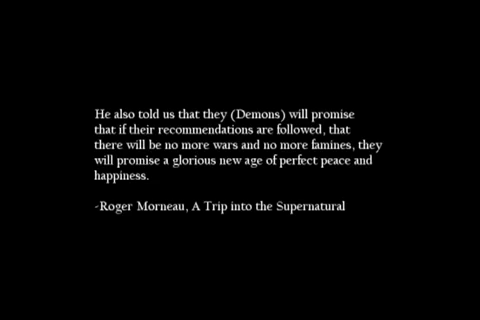 He also told us that they (Demons) will promise
that if their recommendations are followed, that
there will be no more wars and no more famines, they
will promise a glorious new age of perfect peace and
happiness.
-Roger Morneau, A Trip into the Supernatural